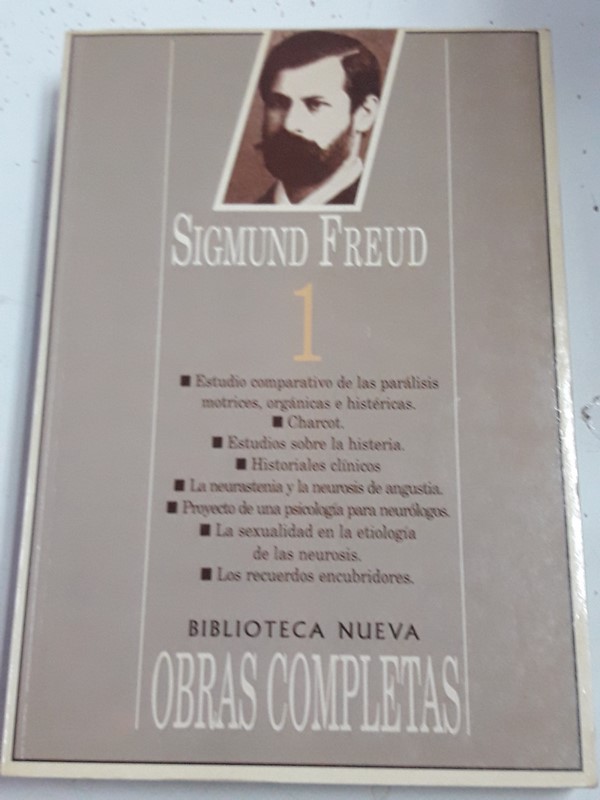 SIGMUND FREUD
1
■ Estudio comparativo de las parálisis
motrices, orgánicas e histéricas.
■ Charcot.
■ Estudios sobre la histeria.
■ Historiales clínicos
■ La neurastenia y la neurosis de angustia.
■ Proyecto de una psicología para neurólogos.
■ La sexualidad en la etiología
de las neurosis.
■ Los recuerdos encubridores.
BIBLIOTECA NUEVA
OBRAS COMPLETAS